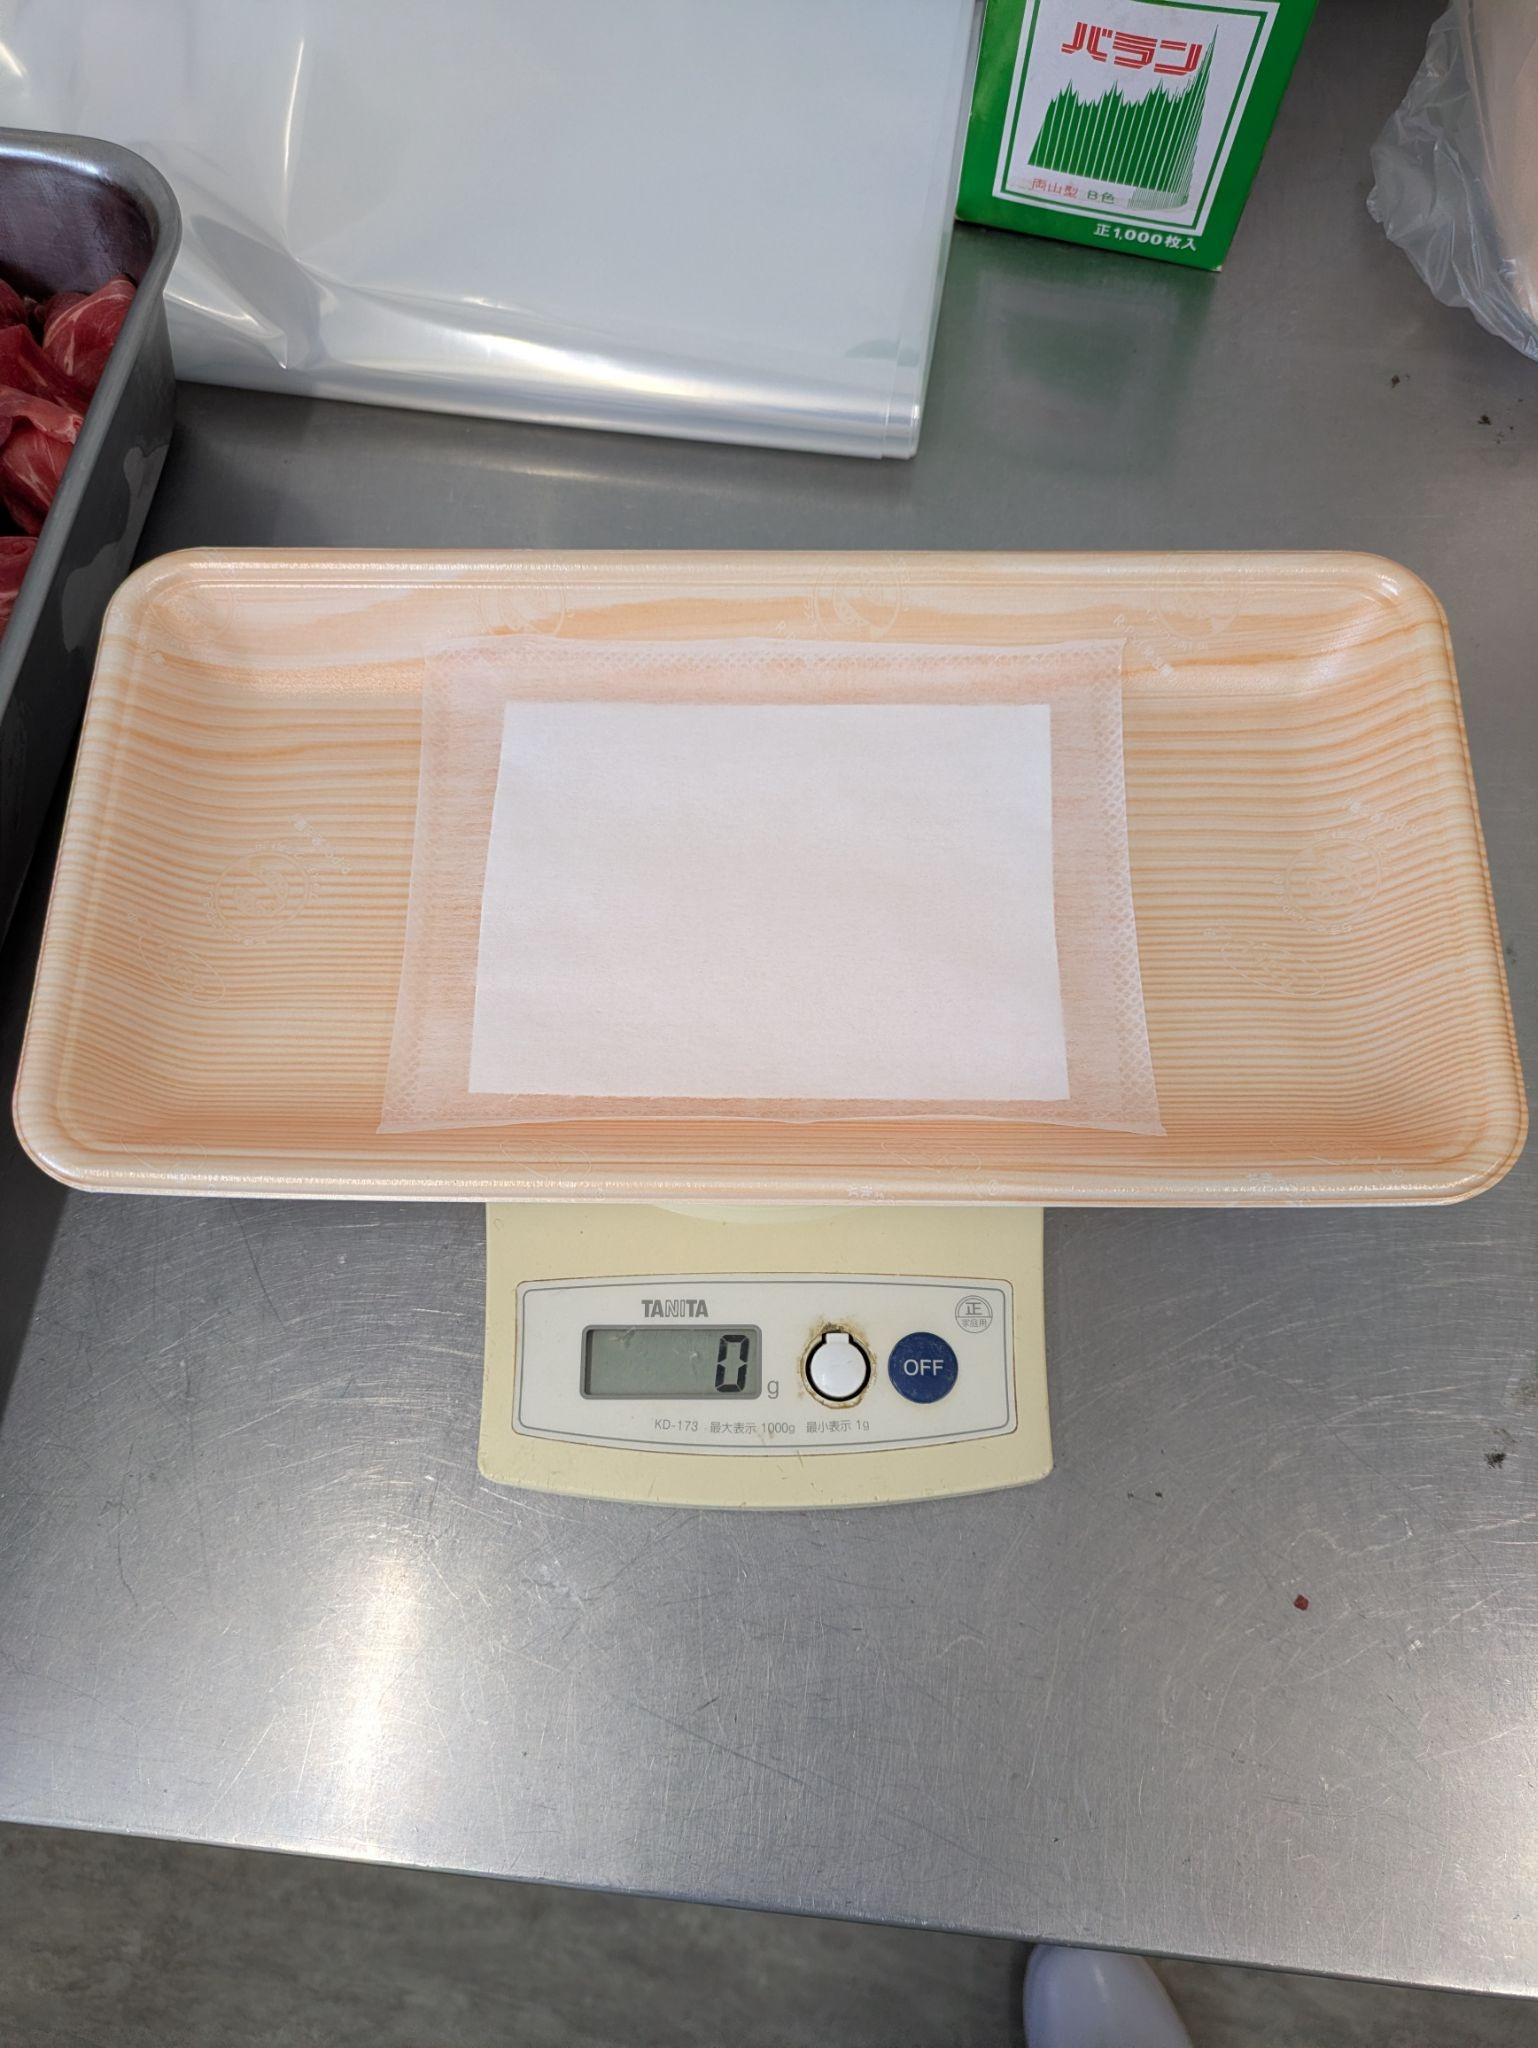 バラン
両山型 B色
正1,000枚入
TANITA
正
家庭用
0 g
OFF
KD-173 最大表示 1000g 最小表示 1g